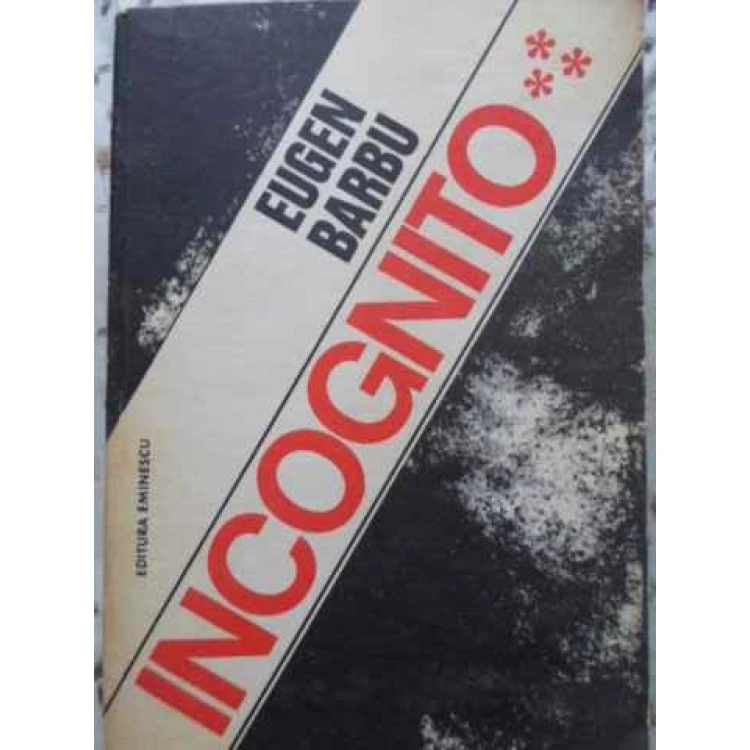 EUGEN
BARBU
INCOGNITO ***
EDITURA EMINESCU